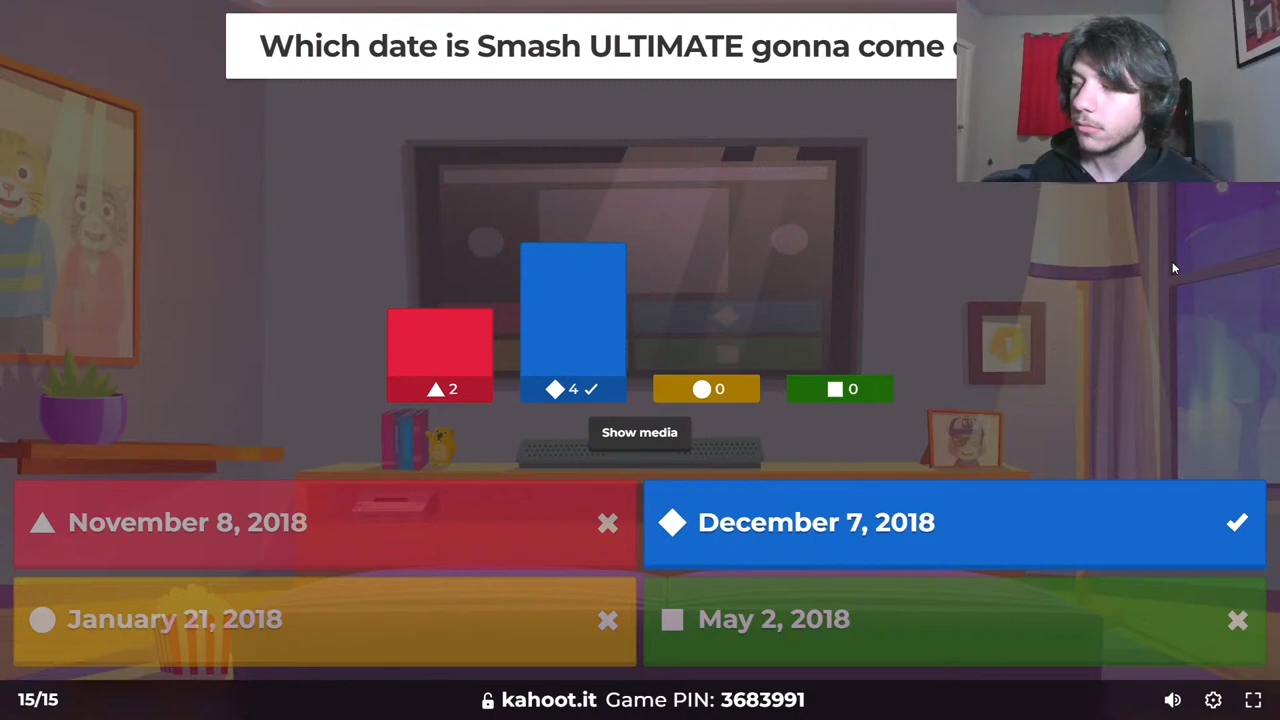 Which date is Smash ULTIMATE gonna come
2
4
0
0
Show media
November 8, 2018
December 7, 2018
January 21, 2018
May 2, 2018
15/15
kahoot.it Game PIN: 3683991